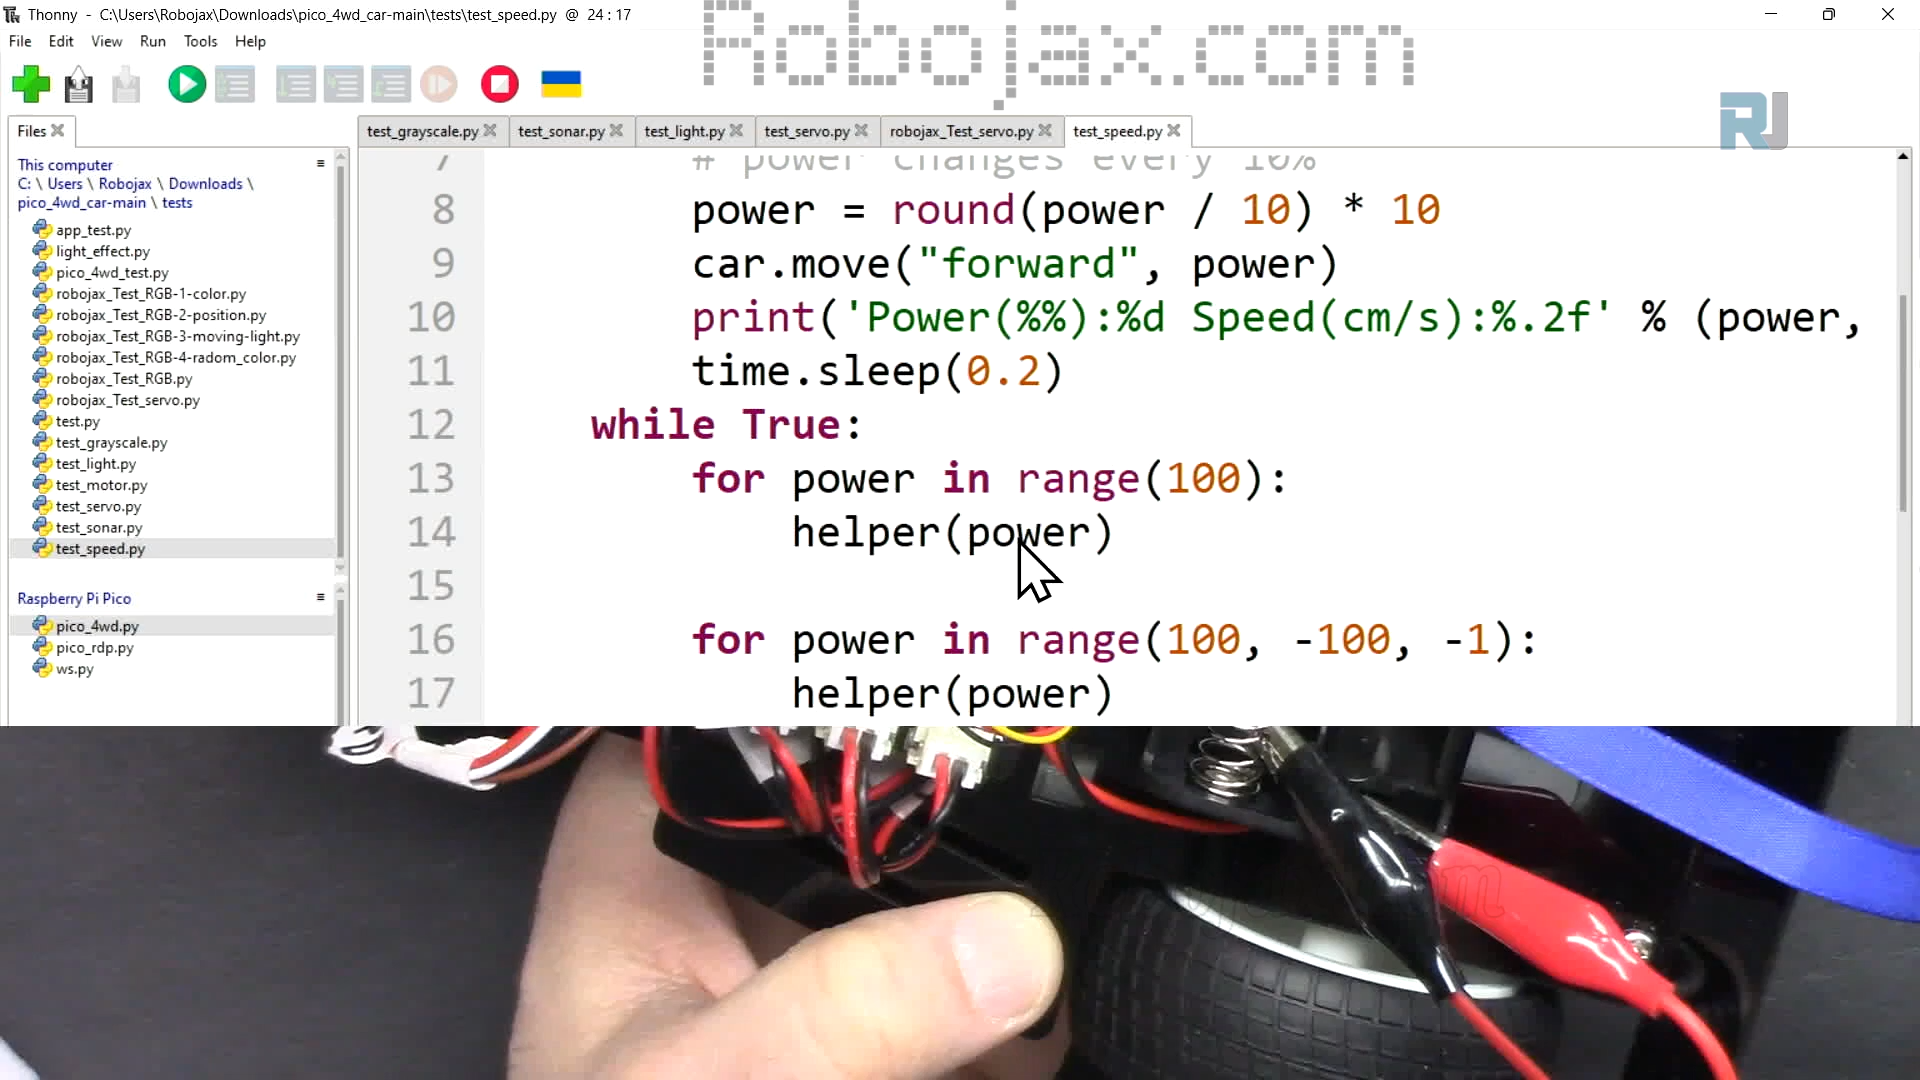 Thonny - C:\Users\Robojax\Downloads\pico_4wd_car-main\tests\test_speed.py @ 24 : 17
Robojax.com
File Edit View Run Tools Help
RJ
Files
test_grayscale.py test_sonar.py test_light.py test_servo.py robojax_Test_servo.py test_speed.py
This computer
C: \ Users \ Robojax \ Downloads \
pico_4wd_car-main \ tests
app_test.py
light_effect.py
pico_4wd_test.py
robojax_Test_RGB-1-color.py
robojax_Test_RGB-2-position.py
robojax_Test_RGB-3-moving-light.py
robojax_Test_RGB-4-radom_color.py
robojax_Test_RGB.py
robojax_Test_servo.py
test.py
test_grayscale.py
test_light.py
test_motor.py
test_servo.py
test_sonar.py
test_speed.py
Raspberry Pi Pico
pico_4wd.py
pico_rdp.py
ws.py
7 # power changes every 10%
8 power = round(power / 10) * 10
9 car.move("forward", power)
10 print('Power(%%):%d Speed(cm/s):%.2f' % (power,
11 time.sleep(0.2)
12 while True:
13 for power in range(100):
14 helper(power)
15
16 for power in range(100, -100, -1):
17 helper(power)